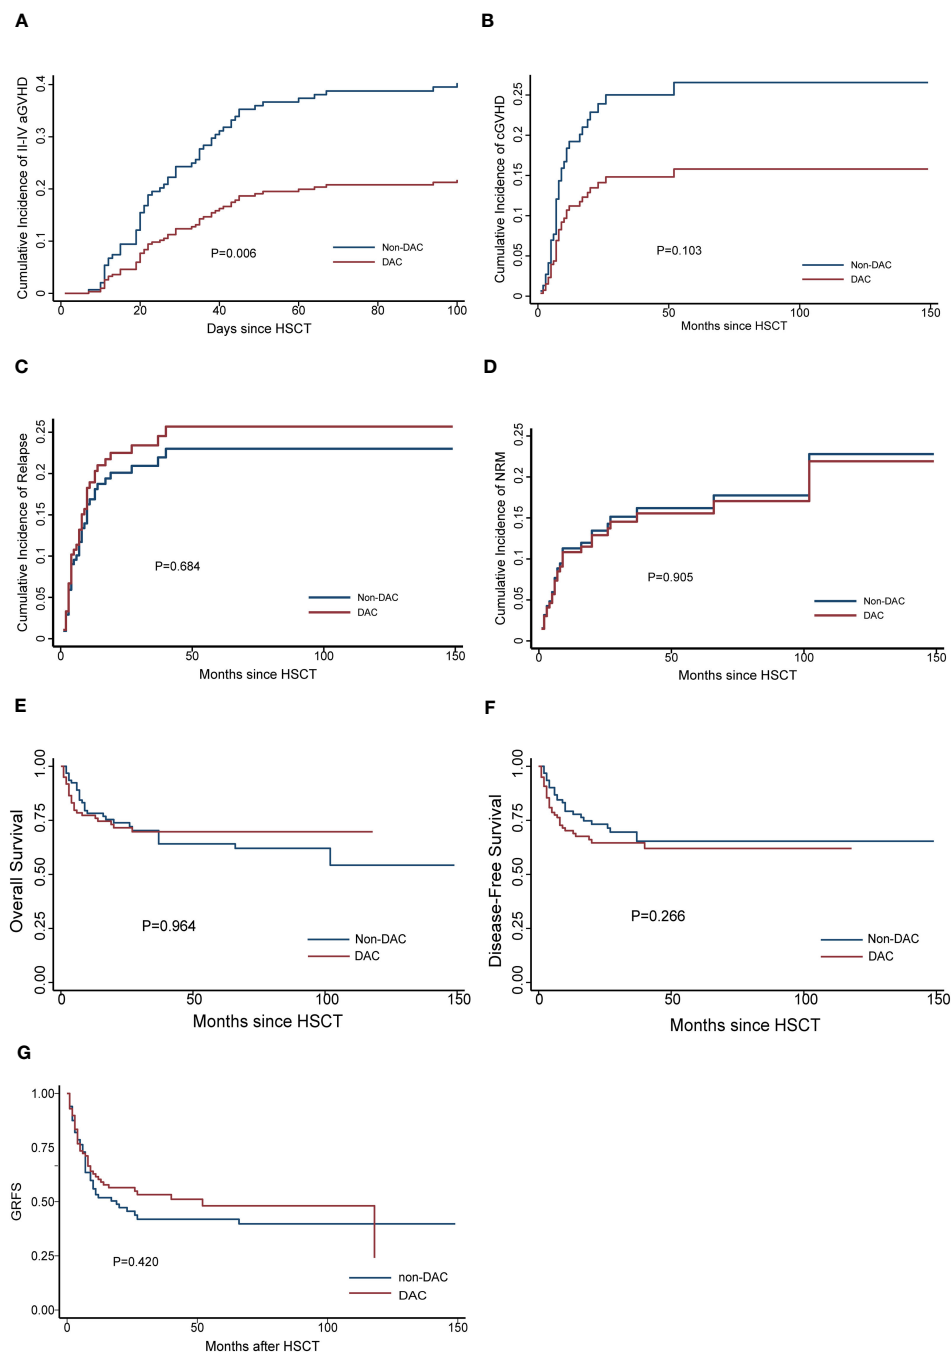 A
Cumulative Incidence of II-IV aGVHD
0.4
0.3
0.2
0.1
0
0 20 40 60 80 100
Days since HSCT
P=0.006
Non-DAC
DAC
B
Cumulative Incidence of cGVHD
0.25
0.2
0.15
0.1
0.05
0
0 50 100 150
Months since HSCT
P=0.103
Non-DAC
DAC
C
Cumulative Incidence of Relapse
0.25
0.2
0.15
0.1
0.05
0
0 50 100 150
Months since HSCT
P=0.684
Non-DAC
DAC
D
Cumulative Incidence of NRM
0.25
0.2
0.15
0.1
0.05
0
0 50 100 150
Months since HSCT
P=0.905
Non-DAC
DAC
E
Overall Survival
1.00
0.75
0.50
0.25
0.00
0 50 100 150
Months since HSCT
P=0.964
Non-DAC
DAC
F
Disease-Free Survival
1.00
0.75
0.50
0.25
0.00
0 50 100 150
Months since HSCT
P=0.266
Non-DAC
DAC
G
GRFS
1.00
0.75
0.50
0.25
0.00
0 50 100 150
Months after HSCT
P=0.420
non-DAC
DAC